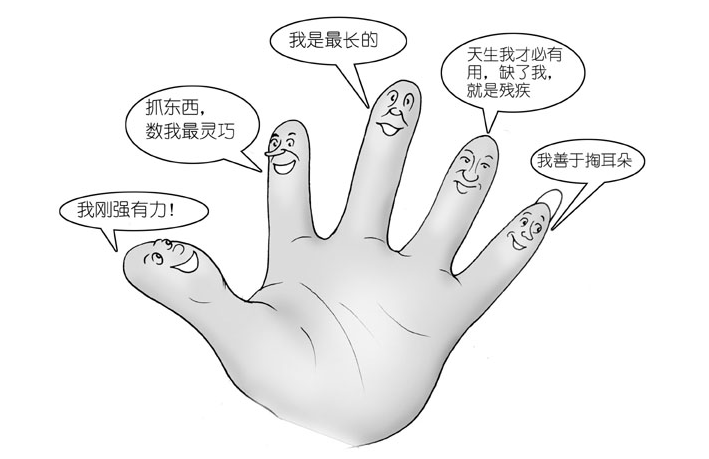 我刚强有力！
抓东西，
数我最灵巧
我是最长的
天生我才必有
用，缺了我，
就是残疾
我善于掏耳朵